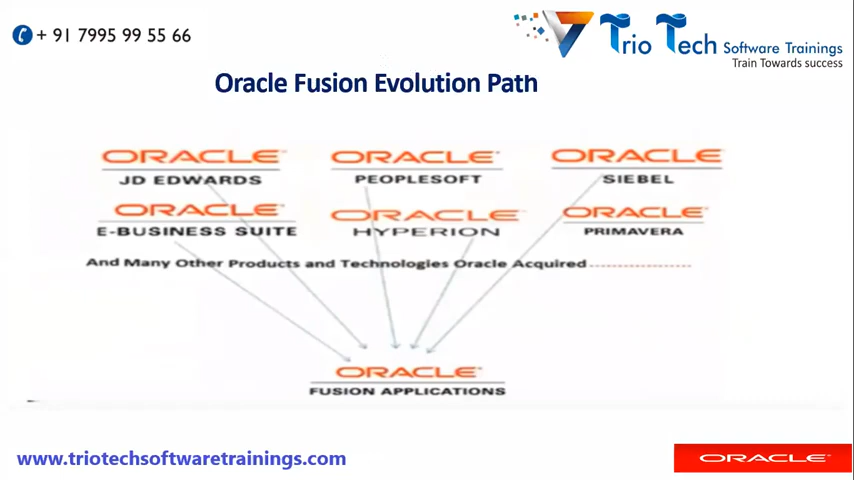 + 91 7995 99 55 66
Trio Tech Software Trainings
Train Towards success
Oracle Fusion Evolution Path
ORACLE ORACLE ORACLE
JD EDWARDS PEOPLESOFT SIEBEL
ORACLE ORACLE ORACLE
E-BUSINESS SUITE HYPERION PRIMAVERA
And Many Other Products and Technologies Oracle Acquired
ORACLE
FUSION APPLICATIONS
www.triotechsoftwaretrainings.com
ORACLE